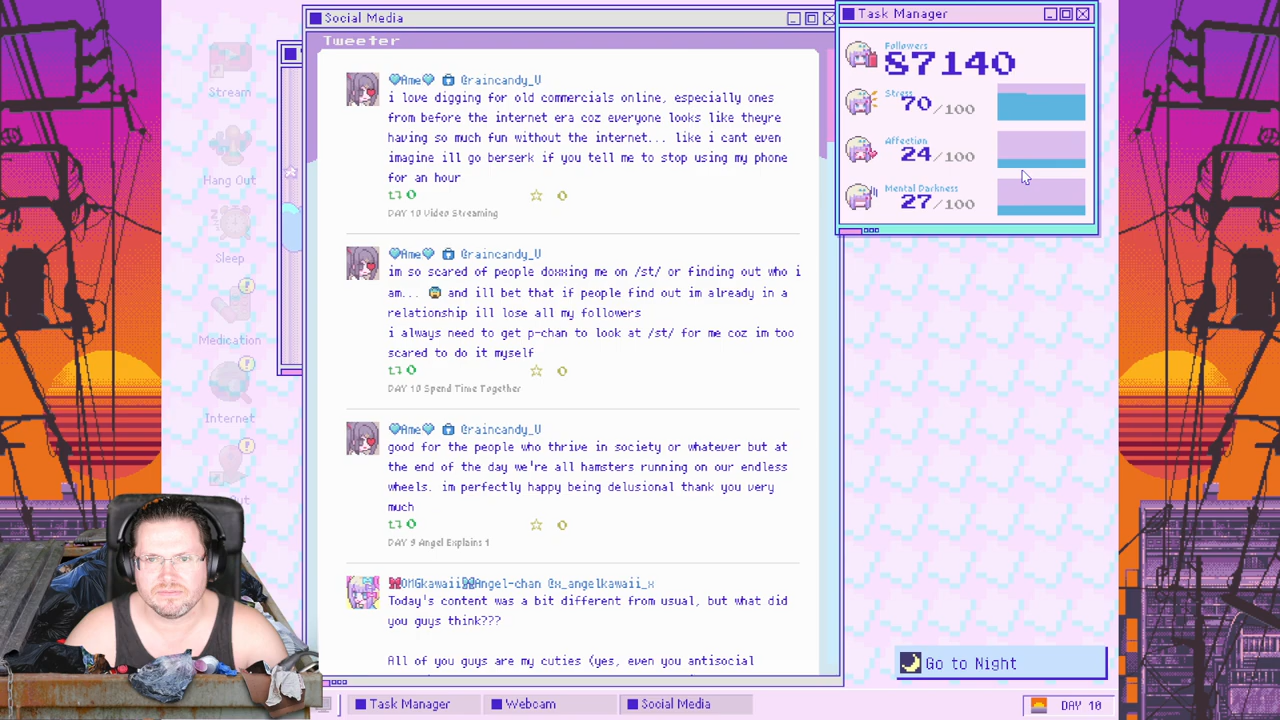 Social Media
Tweeter
Ame @raincandy_U
i love digging for old commercials online, especially ones
from before the internet era coz everyone looks like theyre
having so much fun without the internet... like i cant even
imagine ill go berserk if you tell me to stop using my phone
for an hour
0 0
DAY 10 Video Streaming
Ame @raincandy_U
im so scared of people doxxing me on /st/ or finding out who i
am... and ill bet that if people find out im already in a
relationship ill lose all my followers
i always need to get p-chan to look at /st/ for me coz im too
scared to do it myself
0 0
DAY 10 Spend Time Together
Ame @raincandy_U
good for the people who thrive in society or whatever but at
the end of the day we're all hamsters running on our endless
wheels. im perfectly happy being delusional thank you very
much
0 0
DAY 9 Angel Explains 1
OMGkawaiiAngel-chan @x_angelkawaii_x
Today's content was a bit different from usual, but what did
you guys think???
All of you guys are my cuties (yes, even you antisocial
Task Manager
Followers
87140
Stress
70/100
Affection
24/100
Mental Darkness
27/100
Stream
Hang Out
Sleep
Medication
Internet
Go to Night
Task Manager
Webcam
Social Media
DAY 10